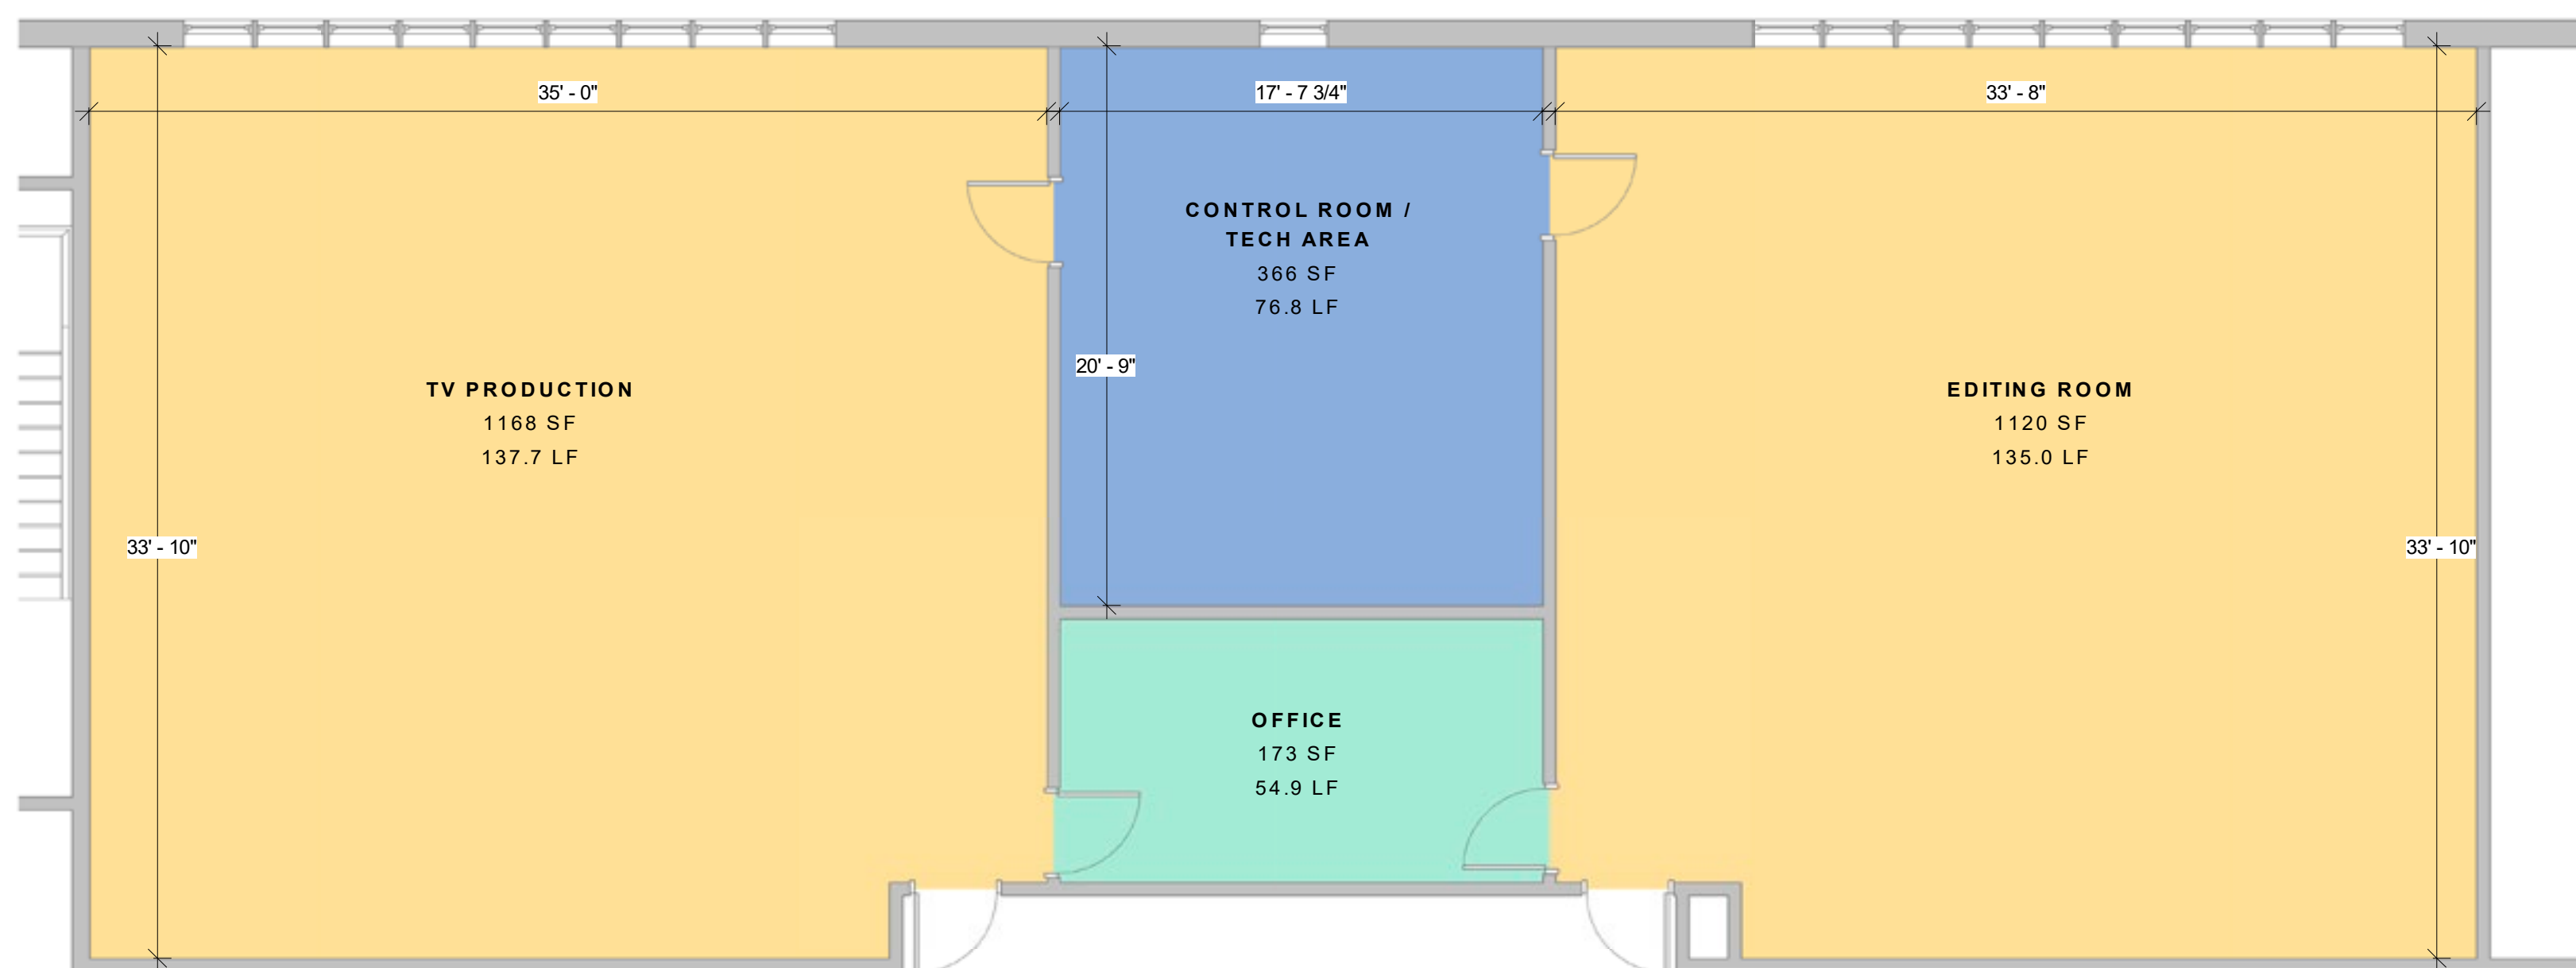 35' - 0"
17' - 7 3/4"
33' - 8"
CONTROL ROOM /
TECH AREA
366 SF
76.8 LF
20' - 9"
TV PRODUCTION
1168 SF
137.7 LF
EDITING ROOM
1120 SF
135.0 LF
33' - 10"
33' - 10"
OFFICE
173 SF
54.9 LF